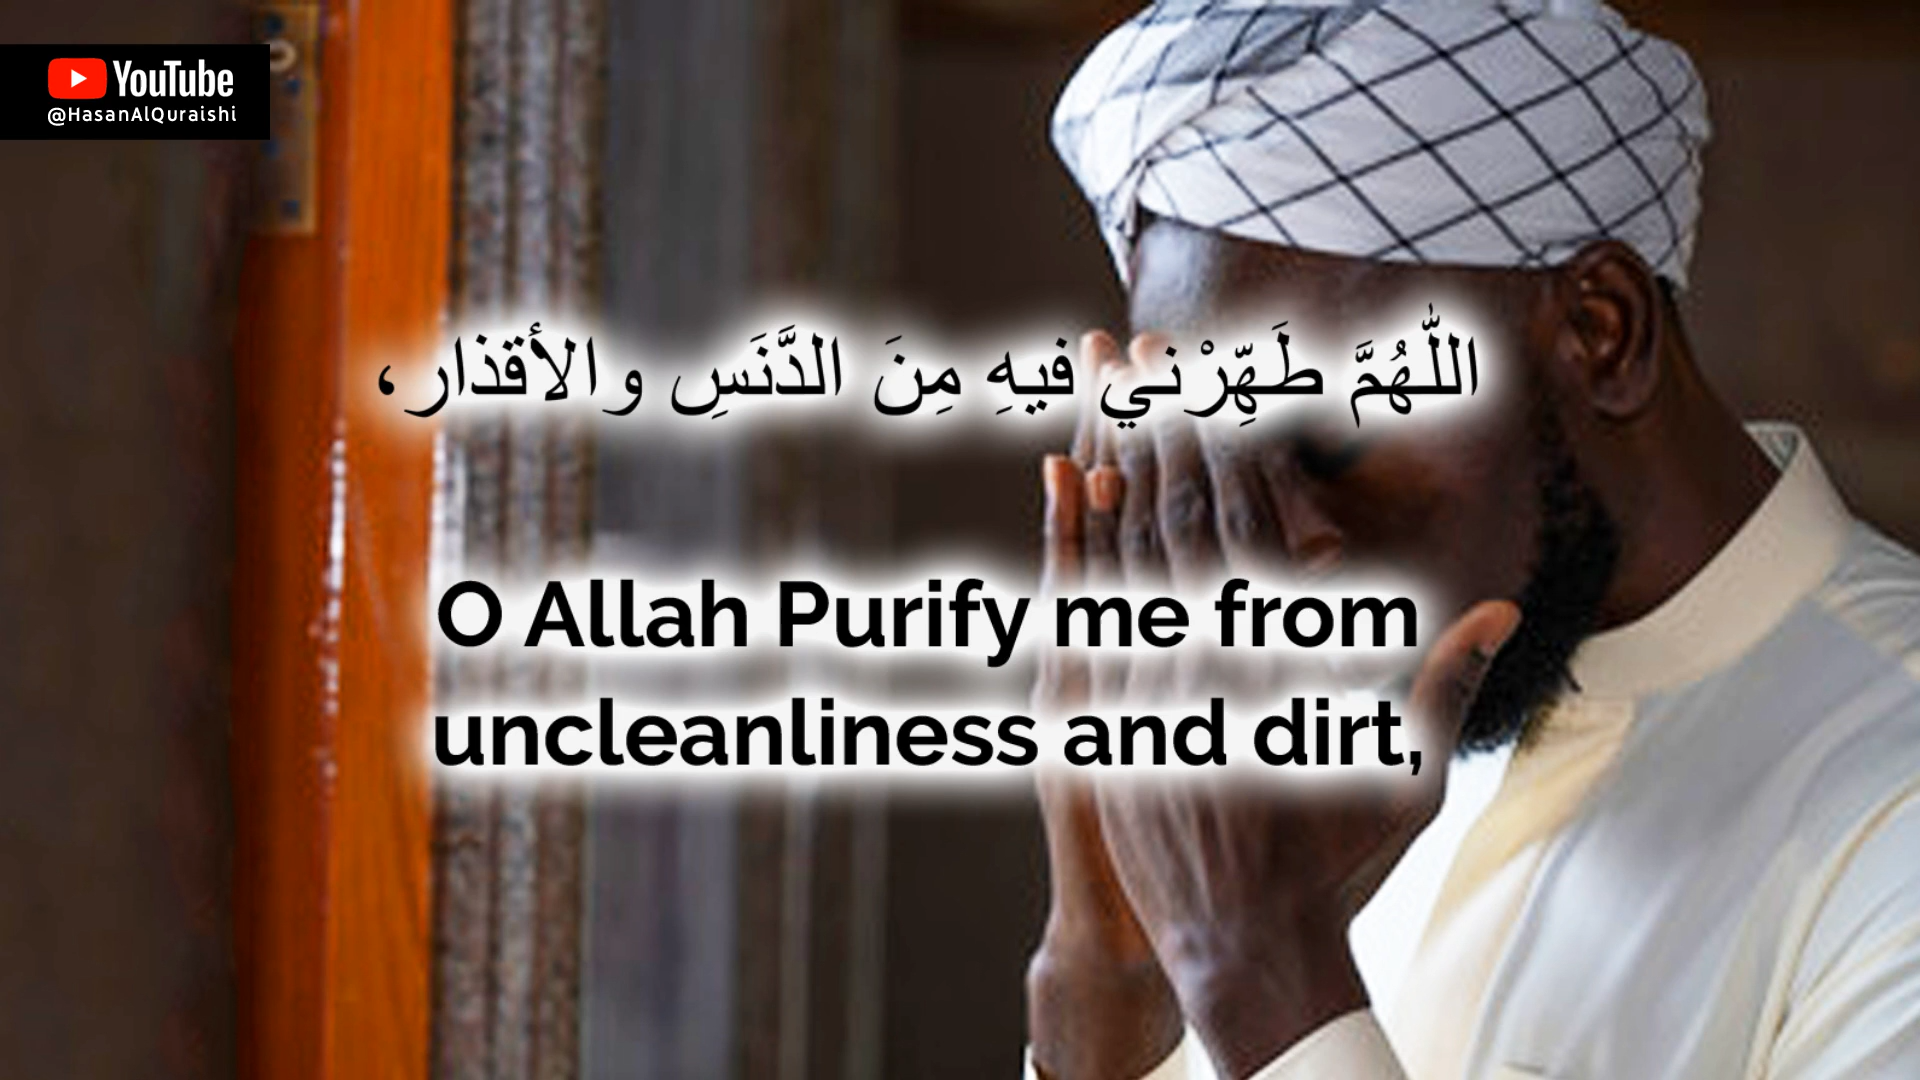 YouTube
@HasanAlQuraishi
اللّٰهُمَّ طَهِّرْني فيهِ مِنَ الدَّنَسِ والأقذار،
O Allah Purify me from
uncleanliness and dirt,